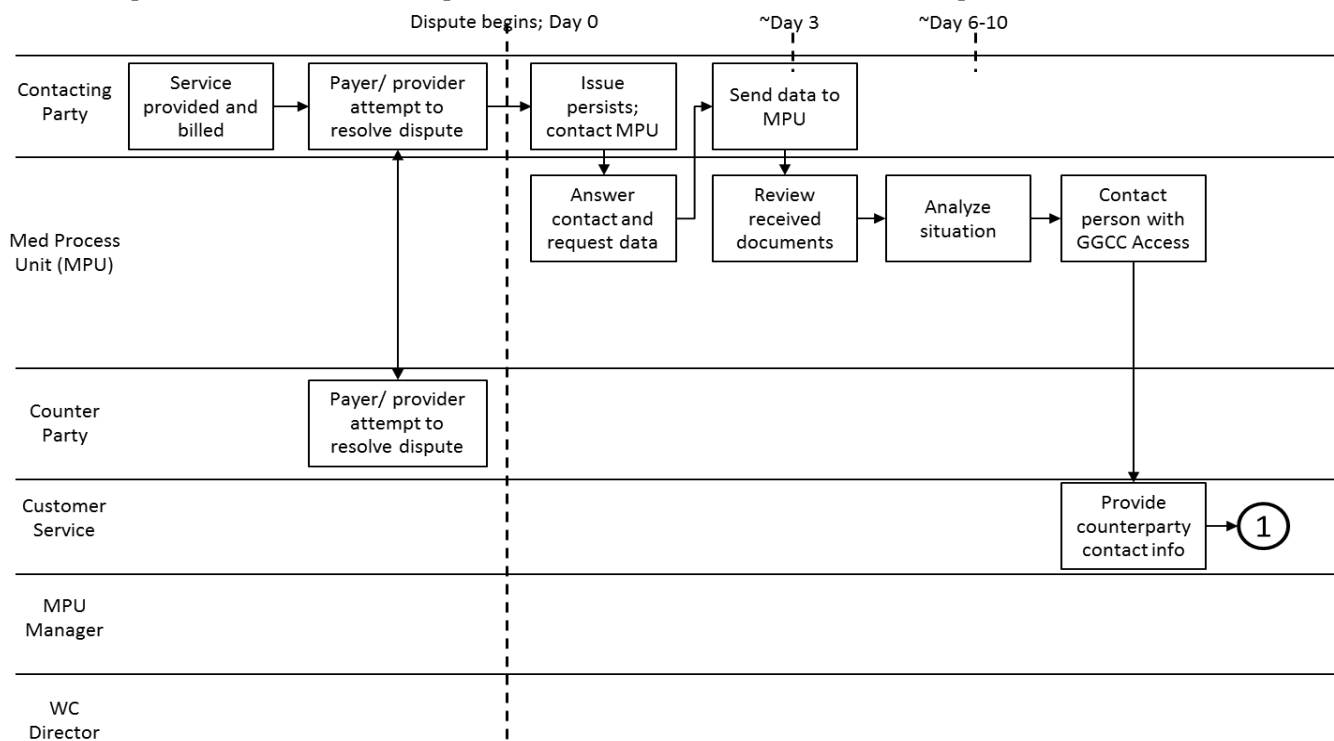 Dispute begins; Day 0
~Day 3
~Day 6-10
Contacting
Party
Service
provided and
billed
Payer/ provider
attempt to
resolve dispute
Issue
persists;
contact MPU
Send data to
MPU
Med Process
Unit (MPU)
Answer
contact and
request data
Review
received
documents
Analyze
situation
Contact
person with
GGCC Access
Counter
Party
Payer/ provider
attempt to
resolve dispute
Customer
Service
Provide
counterparty
contact info
1
MPU
Manager
WC
Director